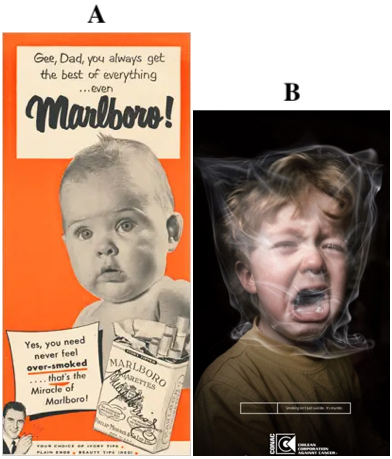 A
Gee, Dad, you always get
the best of everything
...even
Marlboro!
Yes, you need
never feel
over-smoked
....that's the
Miracle of
Marlboro!
MARLBORO
CIGARETTES
YOUR CHOICE OF IVORY TIPS •
PLAIN ENDS • BEAUTY TIPS (RED)
B
Smoking isn't just suicide. It's murder.
CONAC
CHILEAN
CORPORATION
AGAINST CANCER